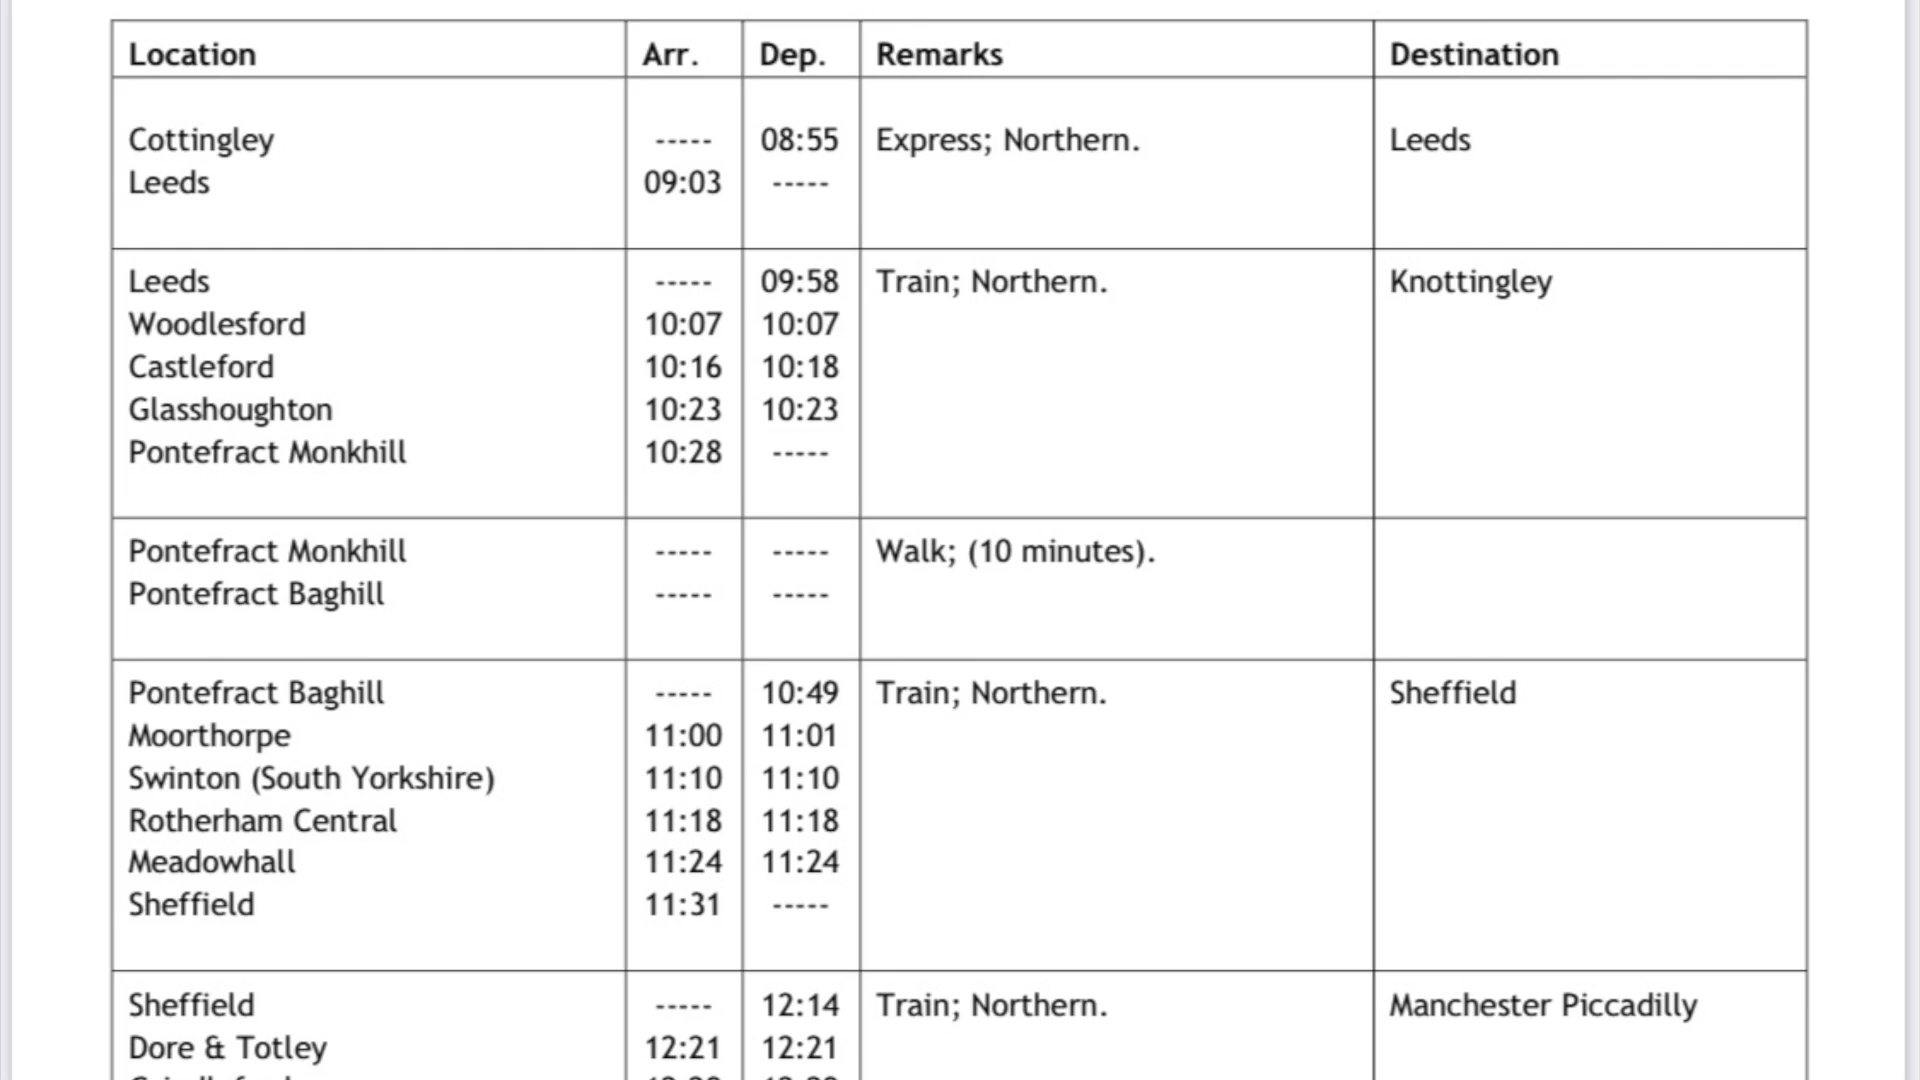 Location Arr. Dep. Remarks Destination
Cottingley ----- 08:55 Express; Northern. Leeds
Leeds 09:03 -----
Leeds ----- 09:58 Train; Northern. Knottingley
Woodlesford 10:07 10:07
Castleford 10:16 10:18
Glasshoughton 10:23 10:23
Pontefract Monkhill 10:28 -----
Pontefract Monkhill ----- ----- Walk; (10 minutes).
Pontefract Baghill ----- -----
Pontefract Baghill ----- 10:49 Train; Northern. Sheffield
Moorthorpe 11:00 11:01
Swinton (South Yorkshire) 11:10 11:10
Rotherham Central 11:18 11:18
Meadowhall 11:24 11:24
Sheffield 11:31 -----
Sheffield ----- 12:14 Train; Northern. Manchester Piccadilly
Dore & Totley 12:21 12:21